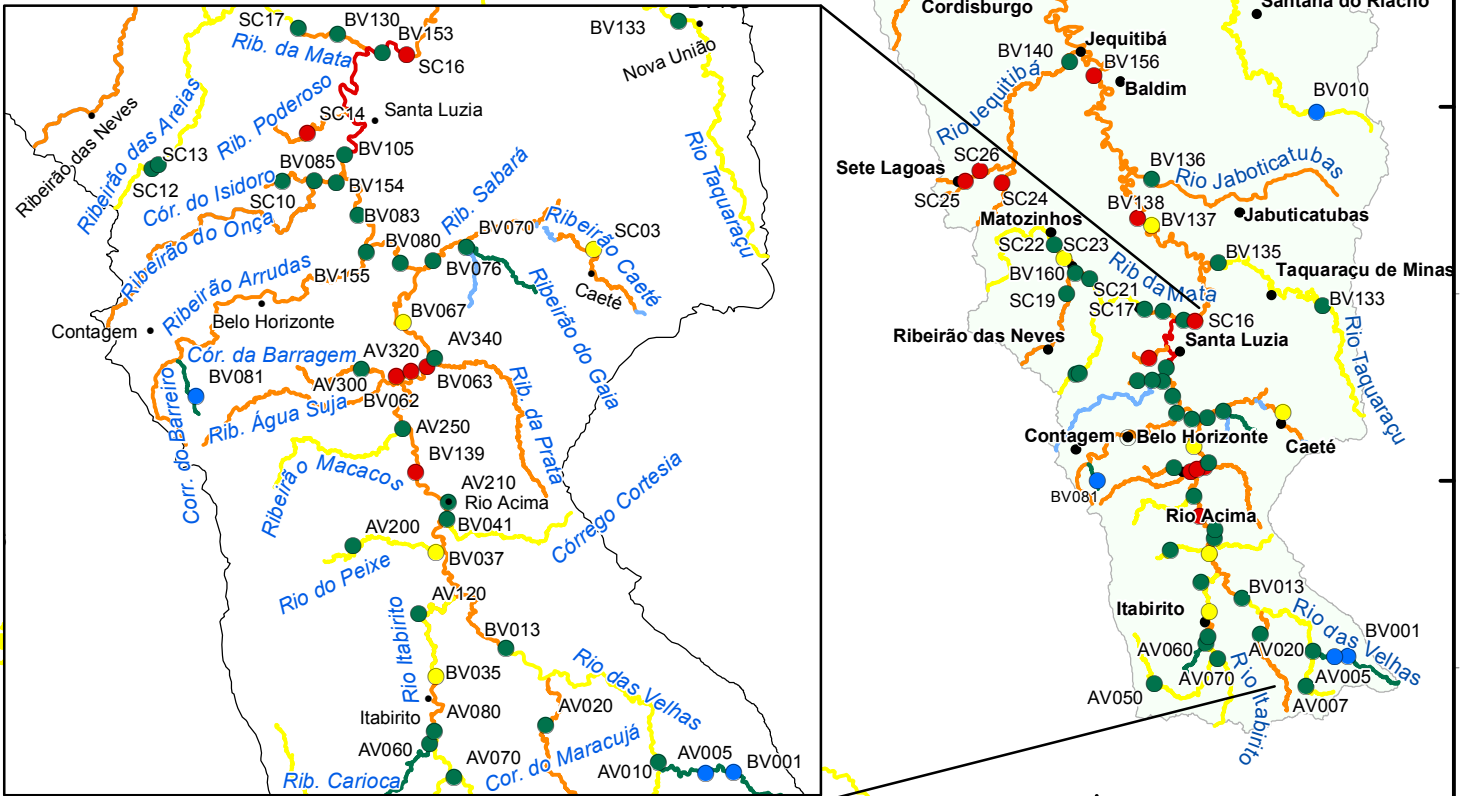 SC17
BV130
BV153
Rib. da Mata
SC16
BV133
Nova União
Ribeirão das Neves
Ribeirão das Areias
Rib. Poderoso
SC14
Santa Luzia
BV105
SC13
SC12
BV085
Cór. do Isidoro
SC10
BV154
Ribeirão do Onça
BV083
Rib. Sabará
Rio Taquaraçu
BV080
BV070
Ribeirão Caeté
SC03
BV155
BV076
Ribeirão Arrudas
Caeté
Belo Horizonte
Contagem
BV067
Ribeirão do Gaia
Cór. da Barragem
AV320
AV340
BV081
AV300
BV063
BV062
Rib. Água Suja
Corr. do Barreiro
Rib. da Prata
AV250
BV139
Ribeirão Macacos
AV210
Rio Acima
BV041
Córrego Cortesia
AV200
BV037
Rio do Peixe
AV120
BV013
Rio Itabirito
Rio das Velhas
BV035
Itabirito
AV080
AV020
AV060
AV070
Cor. do Maracujá
AV010
AV005
BV001
Rib. Carioca
Cordisburgo
Santana do Riacho
Jequitibá
BV140
BV156
Baldim
BV010
Rio Jequitibá
Sete Lagoas
SC26
SC25
SC24
BV136
Rio Jaboticatubas
BV138
BV137
Jabuticatubas
Matozinhos
SC22
SC23
BV160
SC21
Rib da Mata
BV135
Taquaraçu de Minas
SC19
SC17
SC16
BV133
Ribeirão das Neves
Santa Luzia
Rio Taquaraçu
Contagem
Belo Horizonte
Caeté
BV081
Rio Acima
BV013
Itabirito
Rio das Velhas
BV001
AV060
AV020
AV070
AV005
AV050
AV007
Rio Itabirito